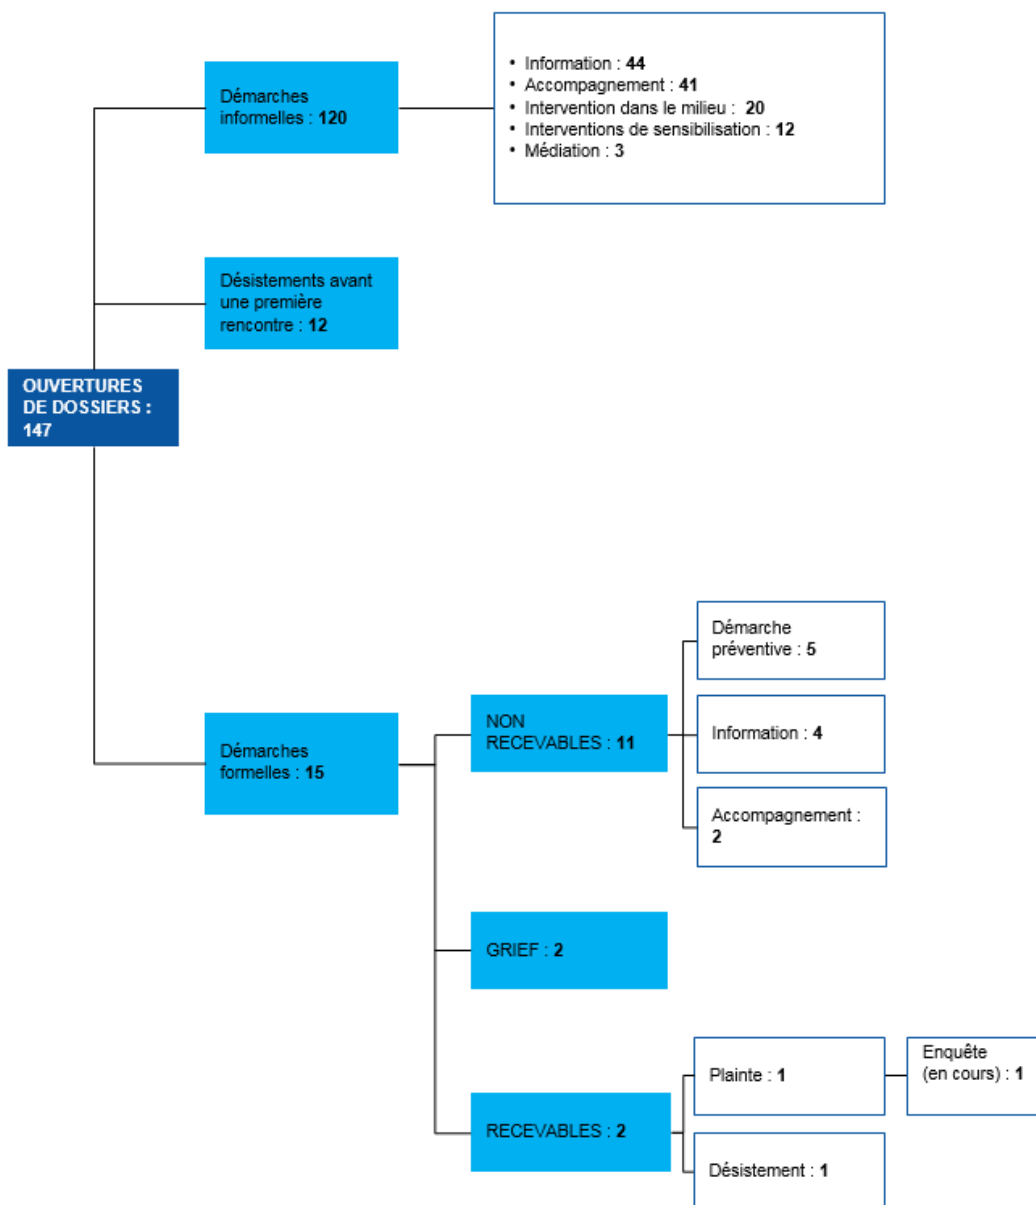 Démarches
informelles : 120
• Information : 44
• Accompagnement : 41
• Intervention dans le milieu :  20
• Interventions de sensibilisation : 12
• Médiation : 3
Désistements avant
une première
rencontre : 12
OUVERTURES
DE DOSSIERS :
147
Démarches
formelles : 15
NON
RECEVABLES : 11
Démarche
préventive : 5
Information : 4
Accompagnement :
2
GRIEF : 2
RECEVABLES : 2
Plainte : 1
Enquête
(en cours) : 1
Désistement : 1